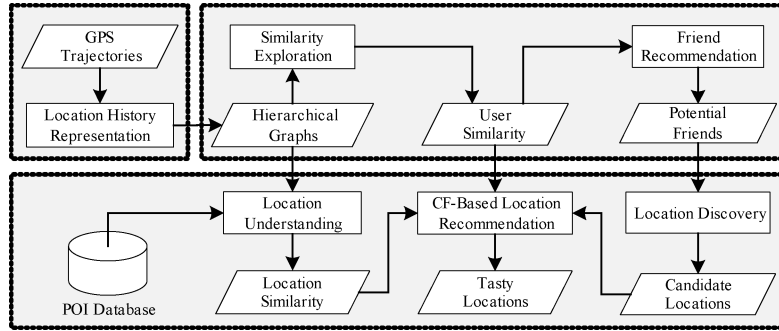 GPS
Trajectories
Location History
Representation
Similarity
Exploration
Hierarchical
Graphs
User
Similarity
Friend
Recommendation
Potential
Friends
Location
Understanding
CF-Based Location
Recommendation
Location Discovery
POI Database
Location
Similarity
Tasty
Locations
Candidate
Locations